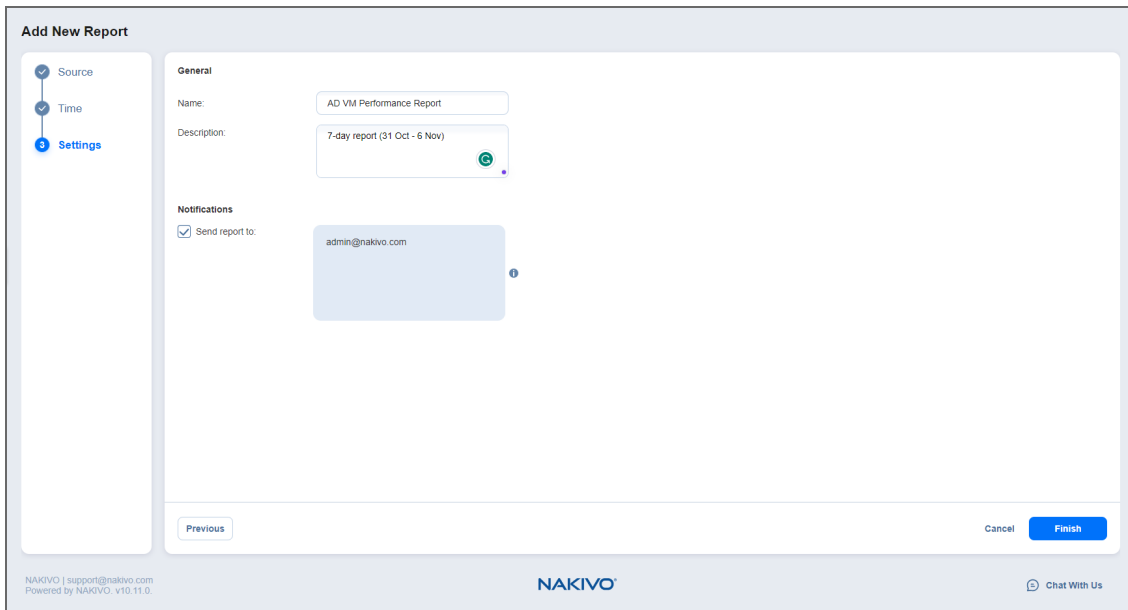 Add New Report
Source
Time
3 Settings
General
Name: AD VM Performance Report
Description: 7-day report (31 Oct - 6 Nov)
Notifications
Send report to: admin@nakivo.com
Previous
Cancel
Finish
NAKIVO | support@nakivo.com
Powered by NAKIVO. v10.11.0.
NAKIVO®
Chat With Us